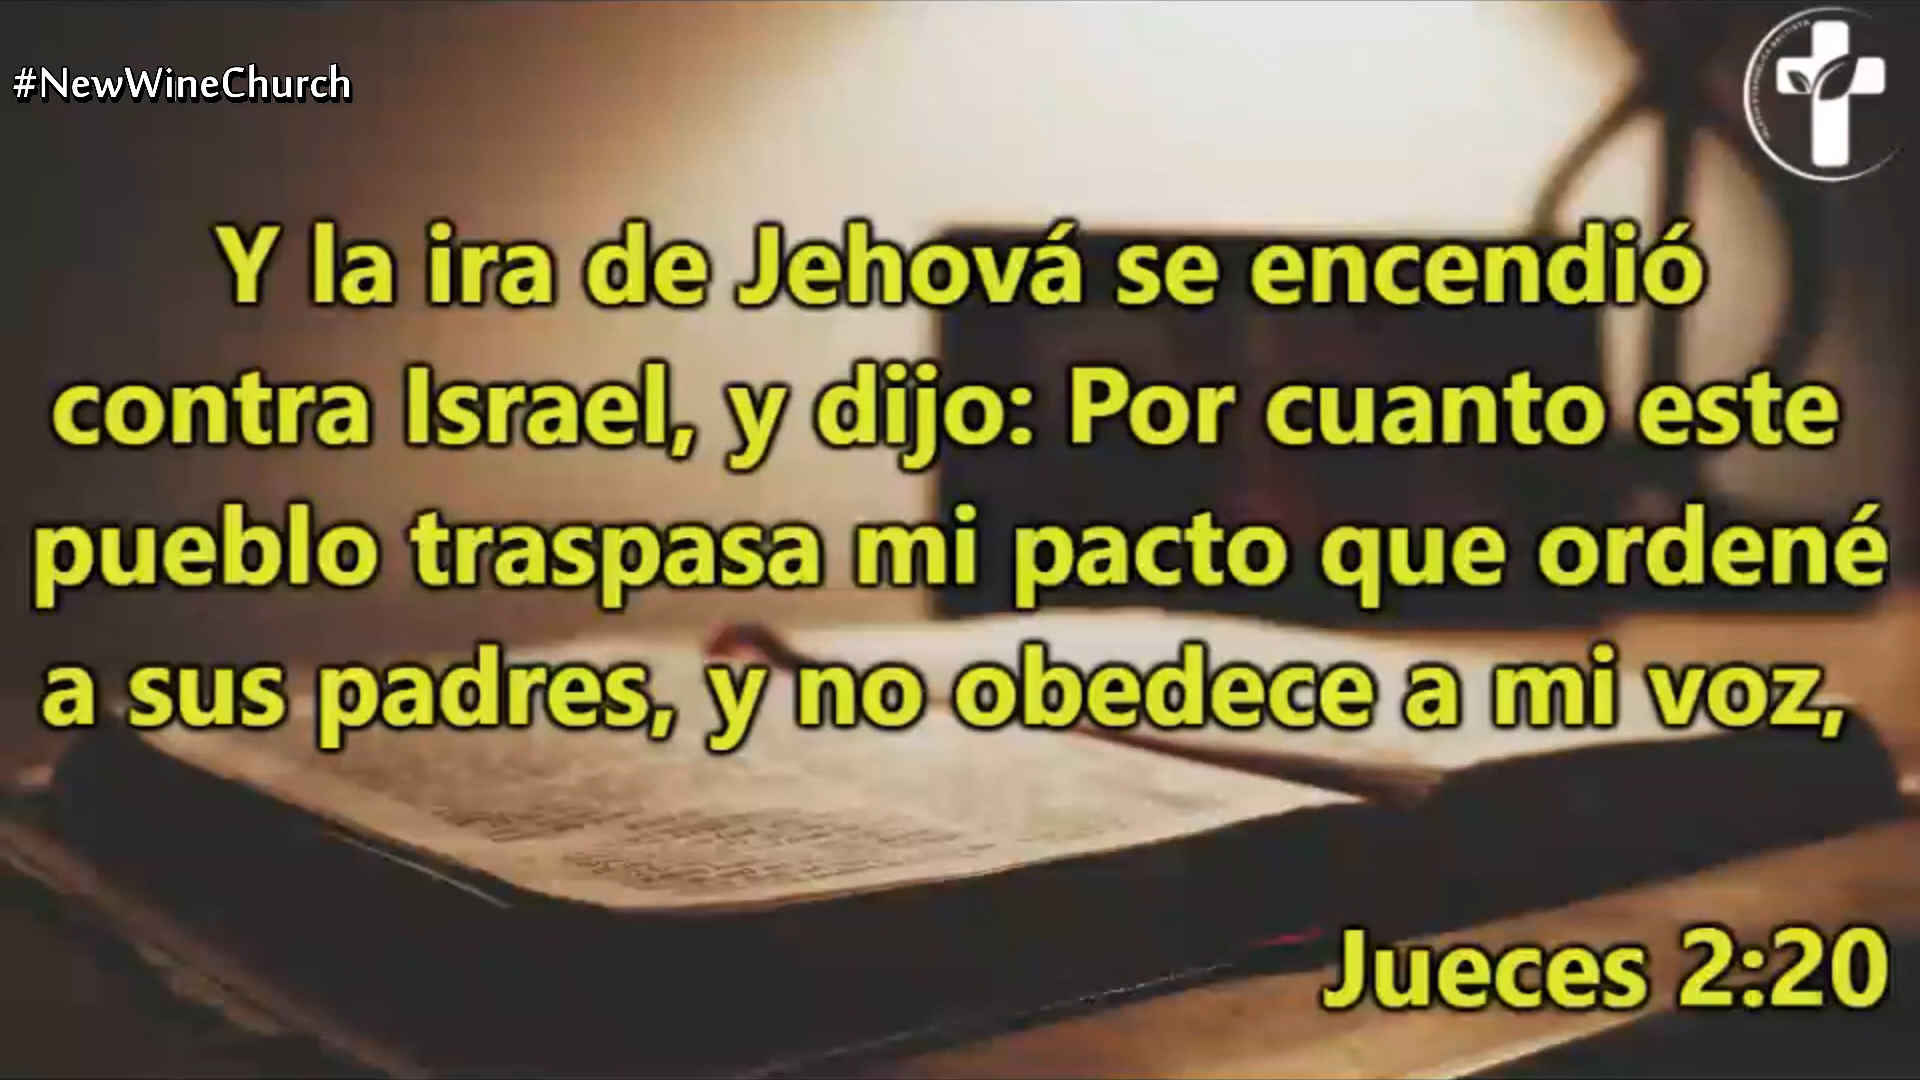 #NewWineChurch
Y la ira de Jehová se encendió
contra Israel, y dijo: Por cuanto este
pueblo traspasa mi pacto que ordené
a sus padres, y no obedece a mi voz,
Jueces 2:20